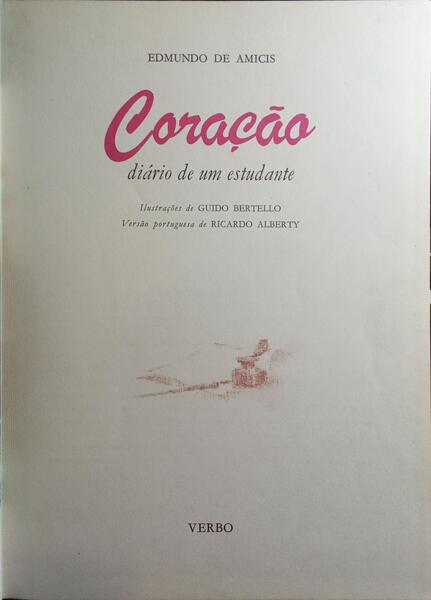 EDMUNDO DE AMICIS
Coração
diário de um estudante
Ilustrações de GUIDO BERTELLO
Versão portuguesa de RICARDO ALBERTY
VERBO